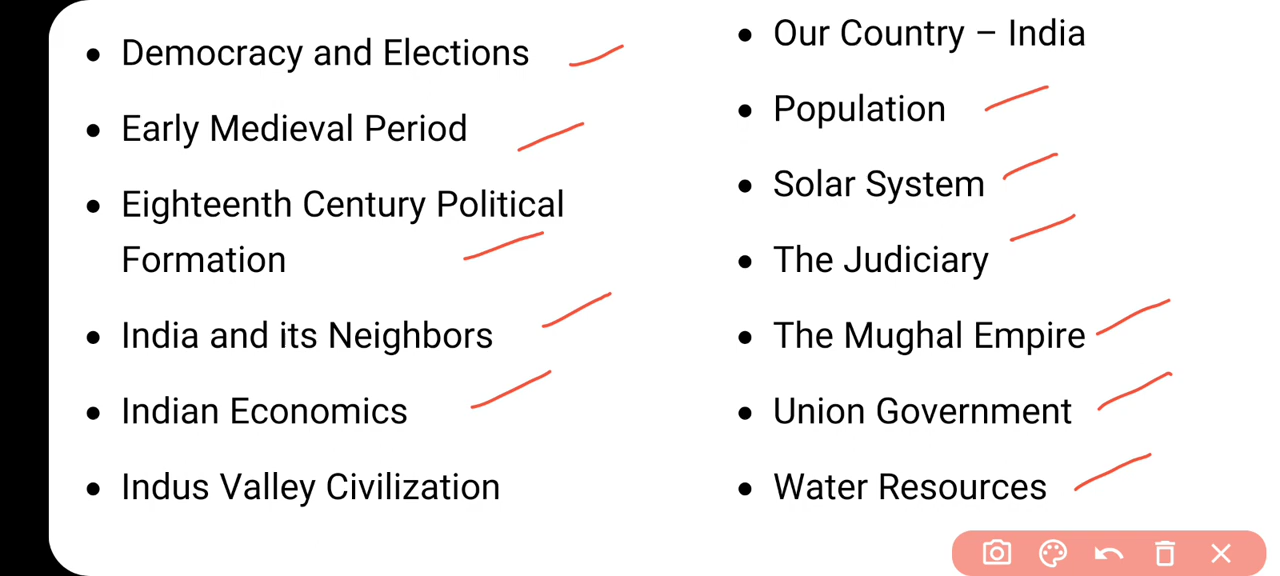 • Democracy and Elections
• Early Medieval Period
• Eighteenth Century Political
Formation
• India and its Neighbors
• Indian Economics
• Indus Valley Civilization
• Our Country – India
• Population
• Solar System
• The Judiciary
• The Mughal Empire
• Union Government
• Water Resources